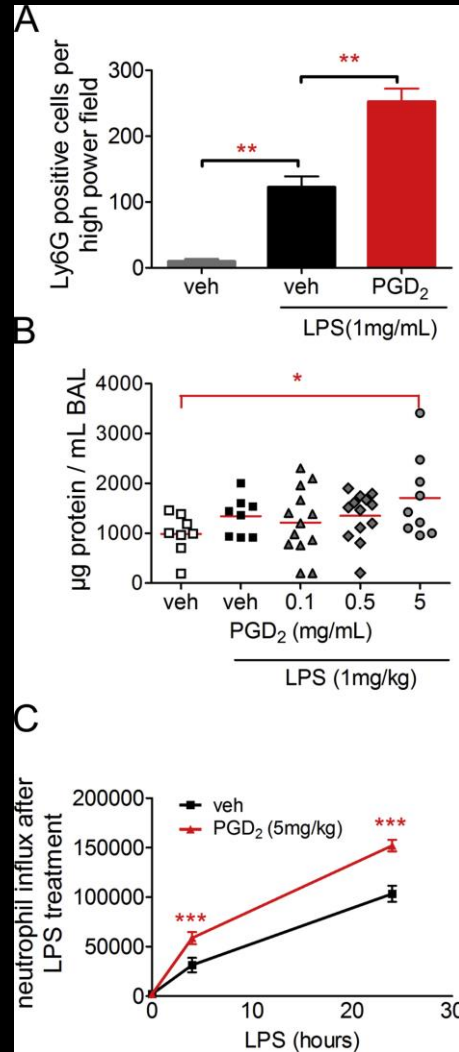 A
Ly6G positive cells per
high power field
300
200
100
0
**
**
veh
veh
PGD₂
LPS(1mg/mL)
B
µg protein / mL BAL
4000
3000
2000
1000
0
*
veh
veh
0.1
0.5
5
PGD₂ (mg/mL)
LPS (1mg/kg)
C
neutrophil influx after
LPS treatment
200000
150000
100000
50000
0
veh
PGD₂ (5mg/kg)
***
***
0
10
20
30
LPS (hours)